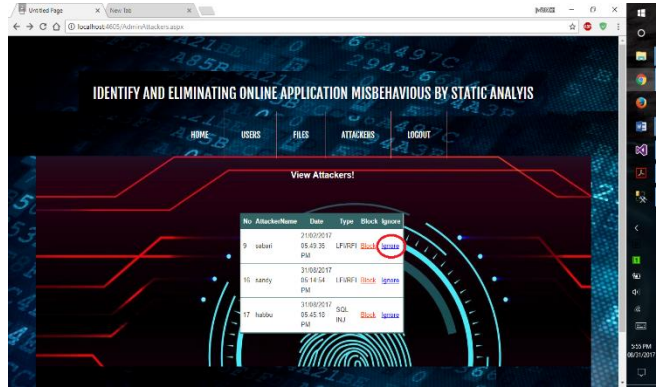 Untitled Page
New Tab
localhost:4605/AdminAttackers.aspx
IDENTIFY AND ELIMINATING ONLINE APPLICATION MISBEHAVIOUS BY STATIC ANALYIS
HOME USERS FILES ATTACKERS LOGOUT
View Attackers!
No AttackerName Date Type Block Ignore
21/02/2017
9 sabari 05.49.35 LFI/RFI Block Ignore
PM
31/08/2017
15 sandy 05:14:54 LFI/RFI Block Ignore
PM
31/08/2017
17 habbu 05.45.18 SQL INJ Block Ignore
PM
5:55 PM
08/31/2017